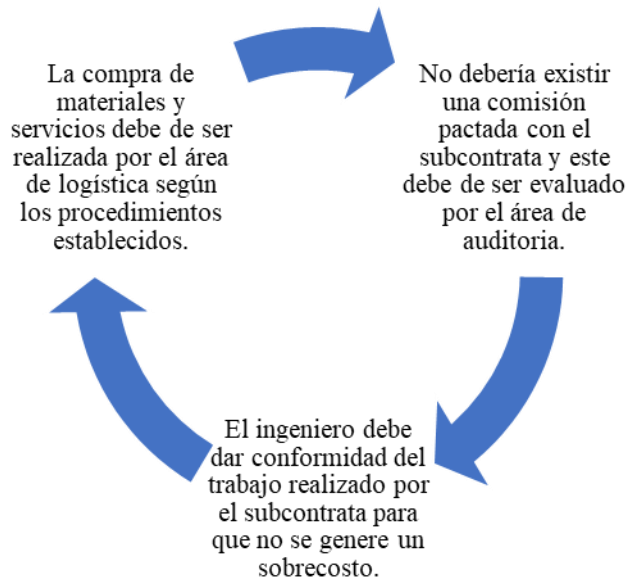 La compra de
materiales y
servicios debe de ser
realizada por el área
de logística según
los procedimientos
establecidos.
No debería existir
una comisión
pactada con el
subcontrata y este
debe de ser evaluado
por el área de
auditoria.
El ingeniero debe
dar conformidad del
trabajo realizado por
el subcontrata para
que no se genere un
sobrecosto.